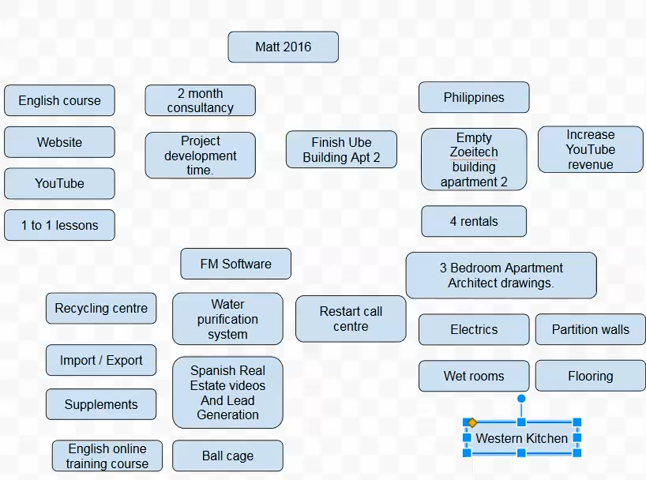 Matt 2016
English course
2 month
consultancy
Philippines
Website
Project
development
time.
Finish Ube
Building Apt 2
Empty
Zoeitech
building
apartment 2
Increase
YouTube
revenue
YouTube
1 to 1 lessons
4 rentals
FM Software
3 Bedroom Apartment
Architect drawings.
Recycling centre
Water
purification
system
Restart call
centre
Electrics
Partition walls
Import / Export
Spanish Real
Estate videos
And Lead
Generation
Wet rooms
Flooring
Supplements
Western Kitchen
English online
training course
Ball cage